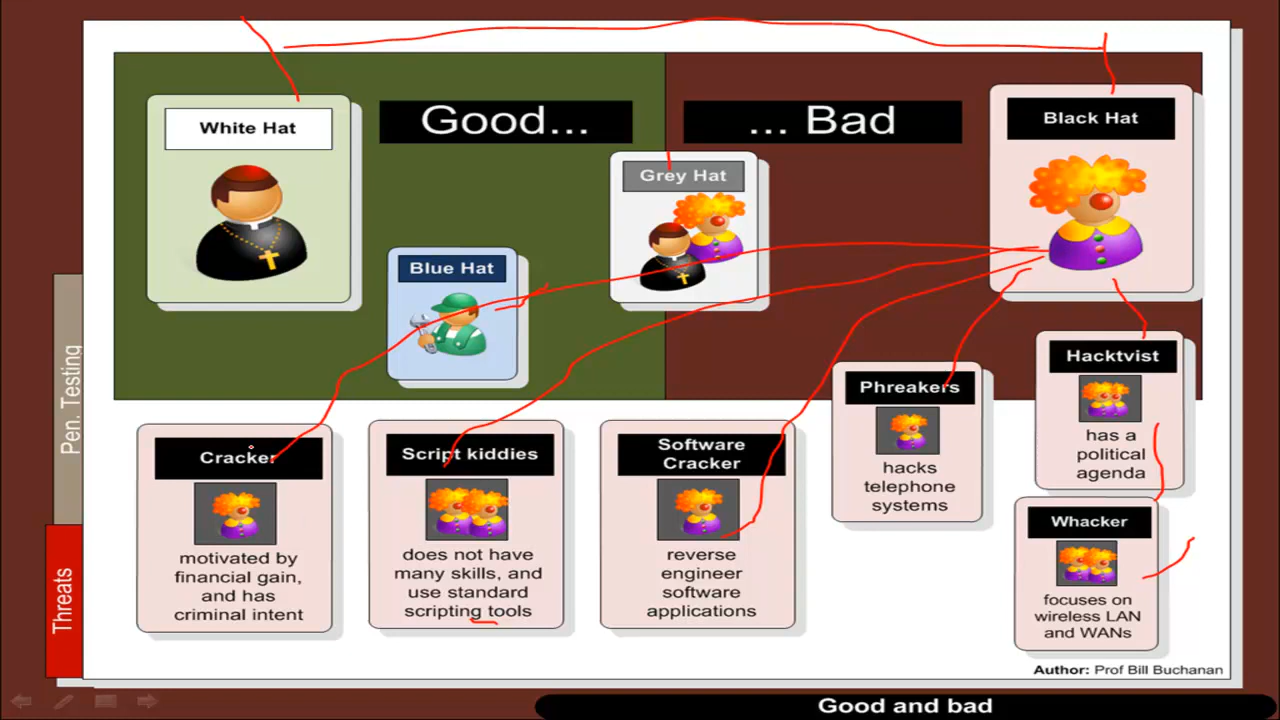 White Hat
Good...
... Bad
Black Hat
Grey Hat
Blue Hat
Pen. Testing
Threats
Cracker
motivated by
financial gain,
and has
criminal intent
Script kiddies
does not have
many skills, and
use standard
scripting tools
Software
Cracker
reverse
engineer
software
applications
Phreakers
hacks
telephone
systems
Hacktvist
has a
political
agenda
Whacker
focuses on
wireless LAN
and WANs
Author: Prof Bill Buchanan
Good and bad